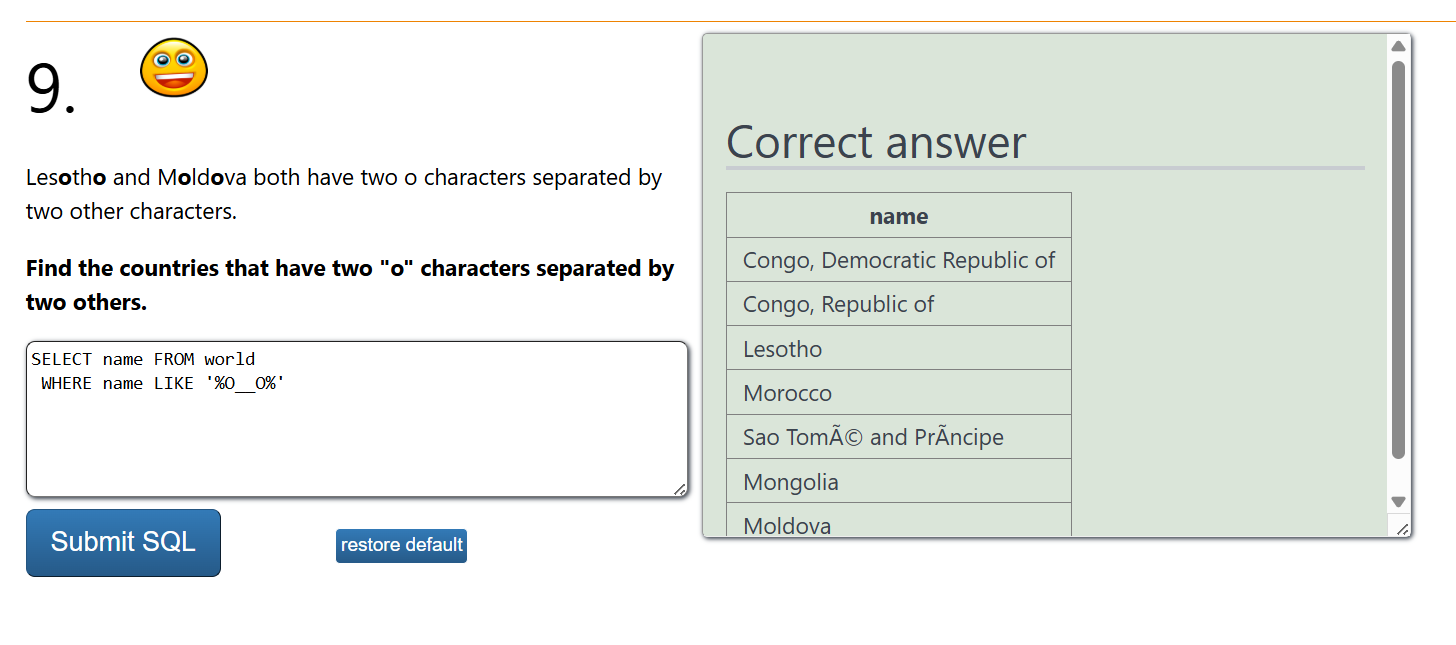 9.
Lesotho and Moldova both have two o characters separated by
two other characters.
Find the countries that have two "o" characters separated by
two others.
SELECT name FROM world
WHERE name LIKE '%O__O%'
Submit SQL
restore default
Correct answer
name
Congo, Democratic Republic of
Congo, Republic of
Lesotho
Morocco
Sao TomÃ© and PrÃncipe
Mongolia
Moldova